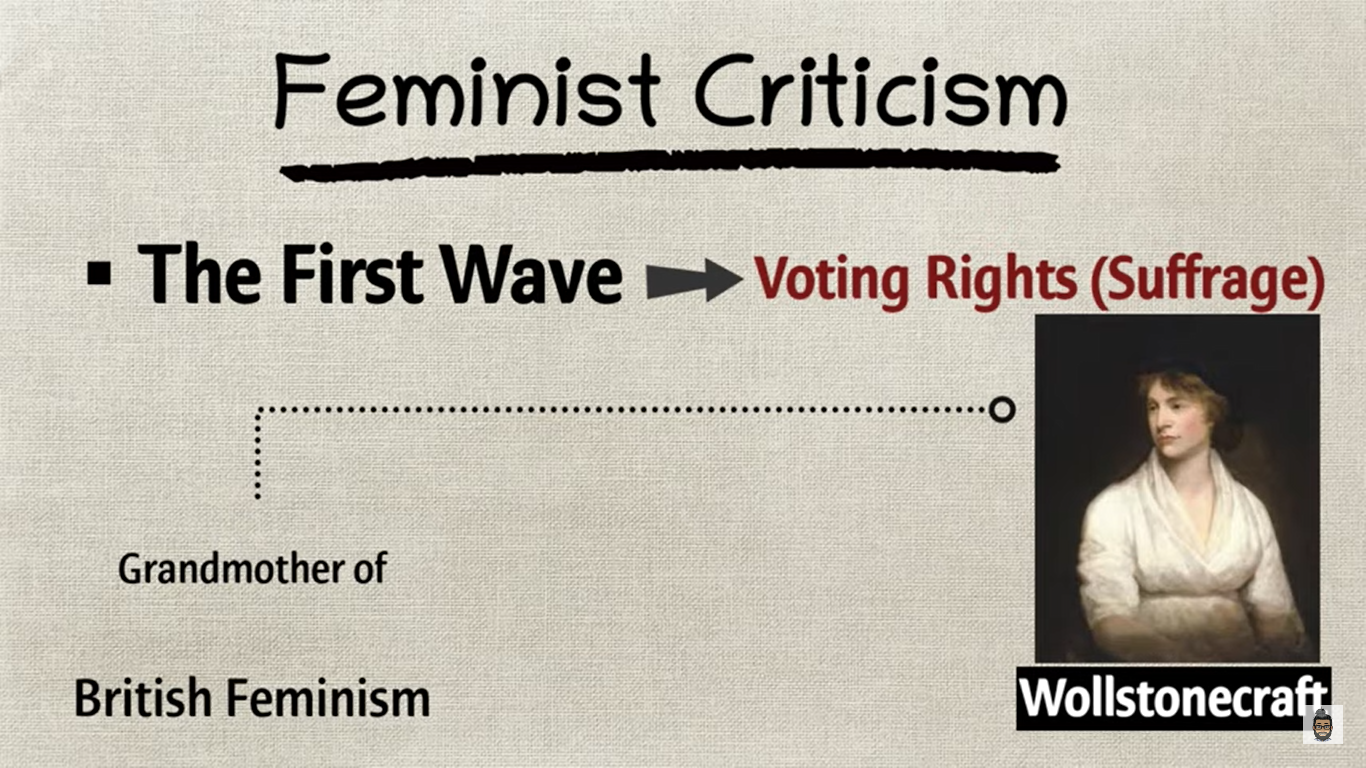 Feminist Criticism
▪ The First Wave Voting Rights (Suffrage)
Grandmother of
British Feminism
Wollstonecraft